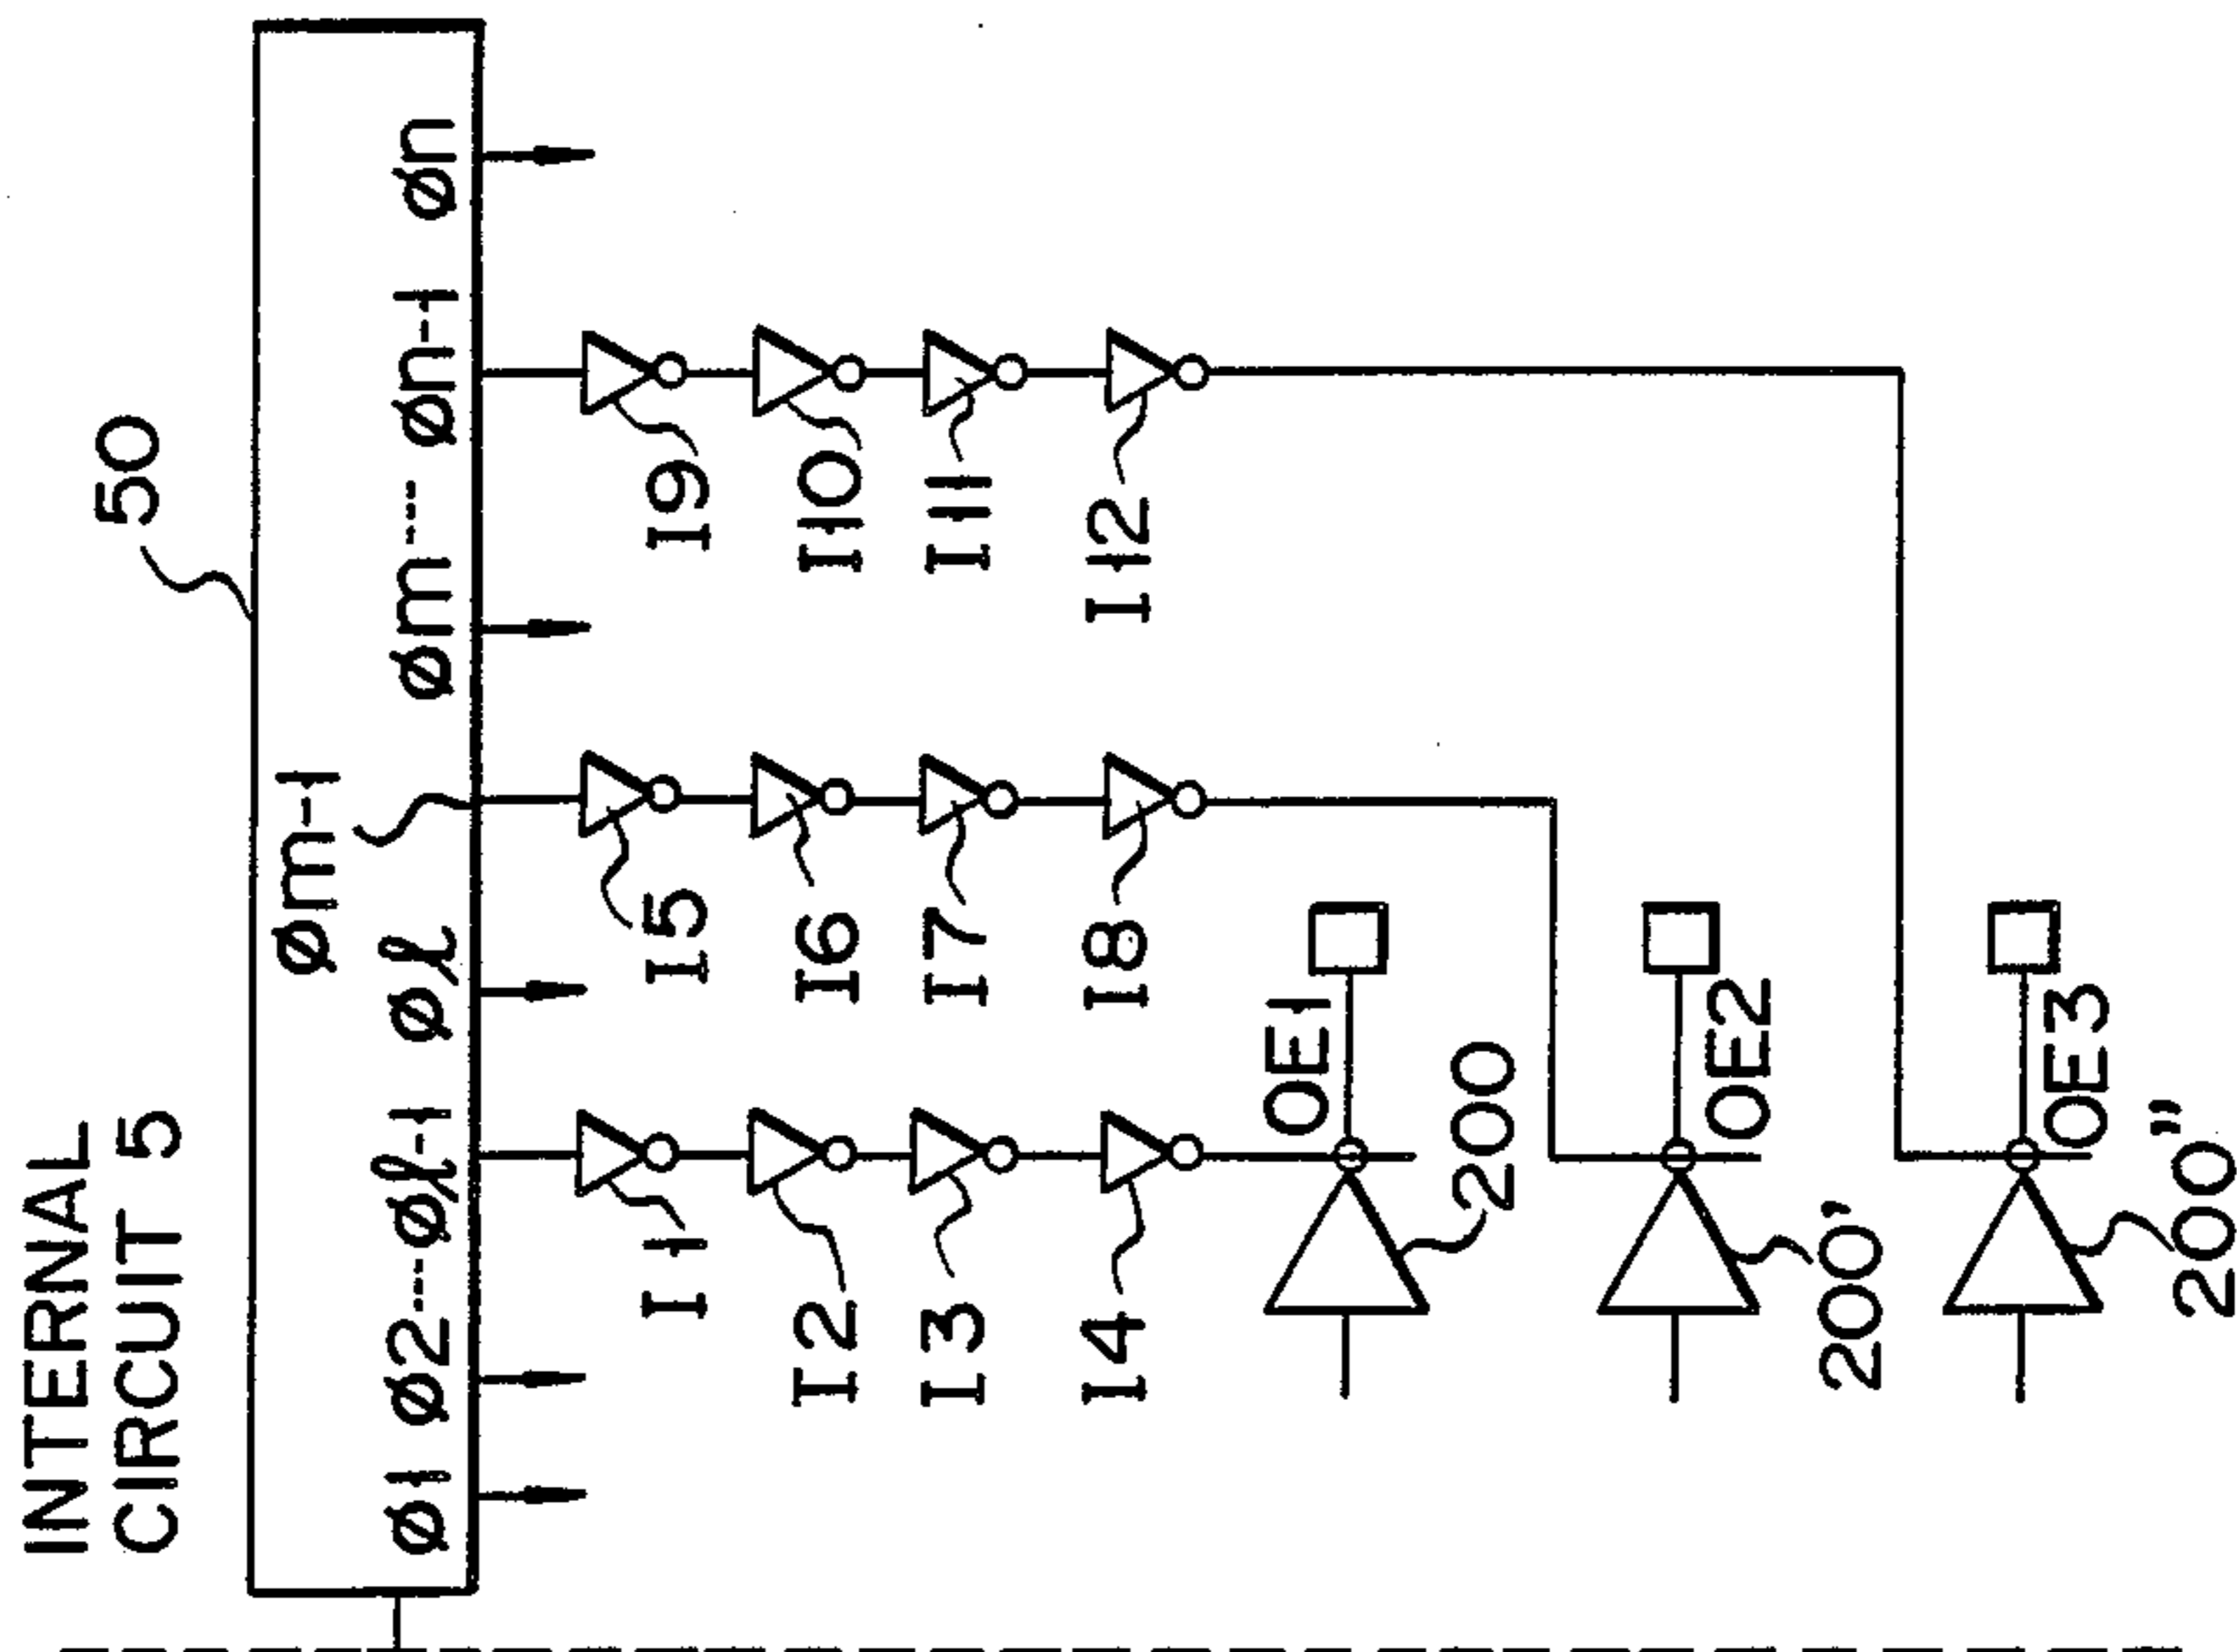 INTERNAL
CIRCUIT 5
50
øm-1
ø1 ø2---øℓ-1 øℓ øm---- øn-1 øn
I1 I5 I9
I2 I6 I10
I3 I7 I11
I4 I8 I12
OE1
200
OE2
200'
OE3
200"